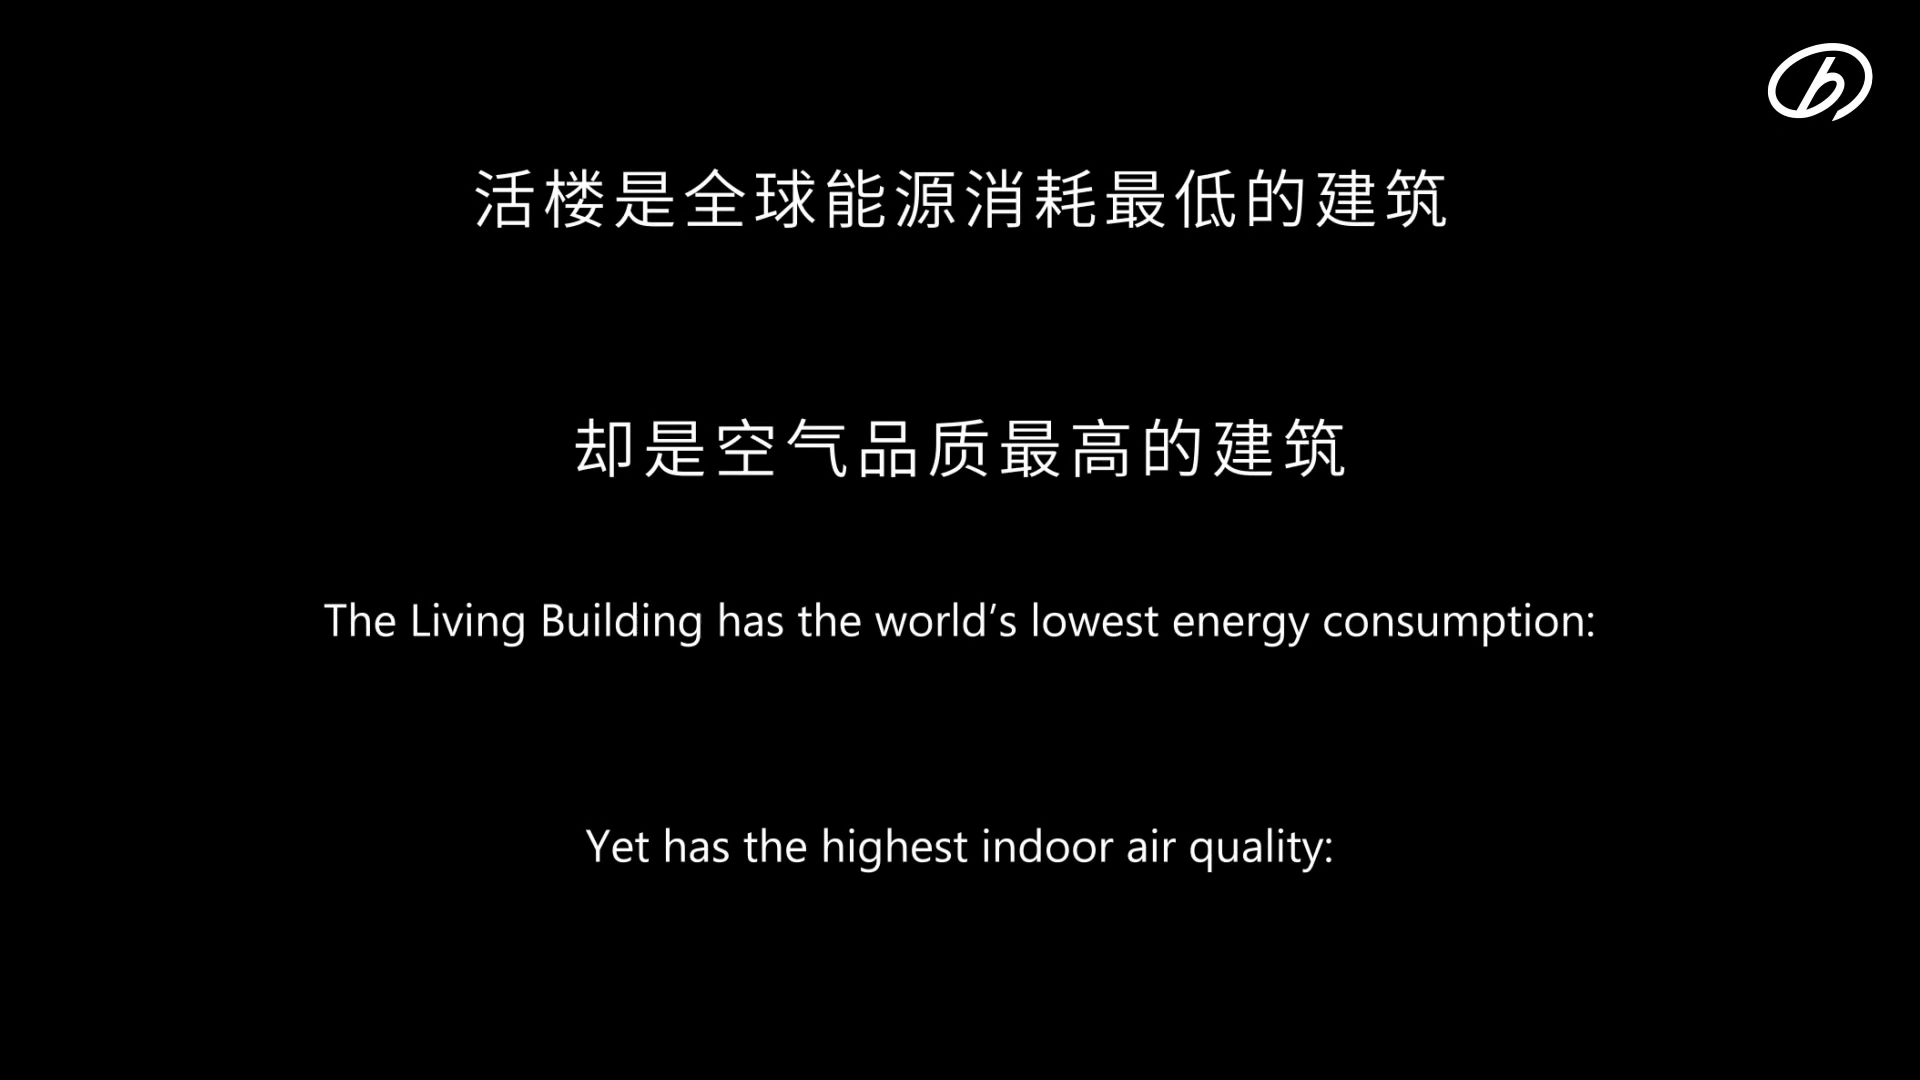 活楼是全球能源消耗最低的建筑
却是空气品质最高的建筑
The Living Building has the world’s lowest energy consumption:
Yet has the highest indoor air quality: